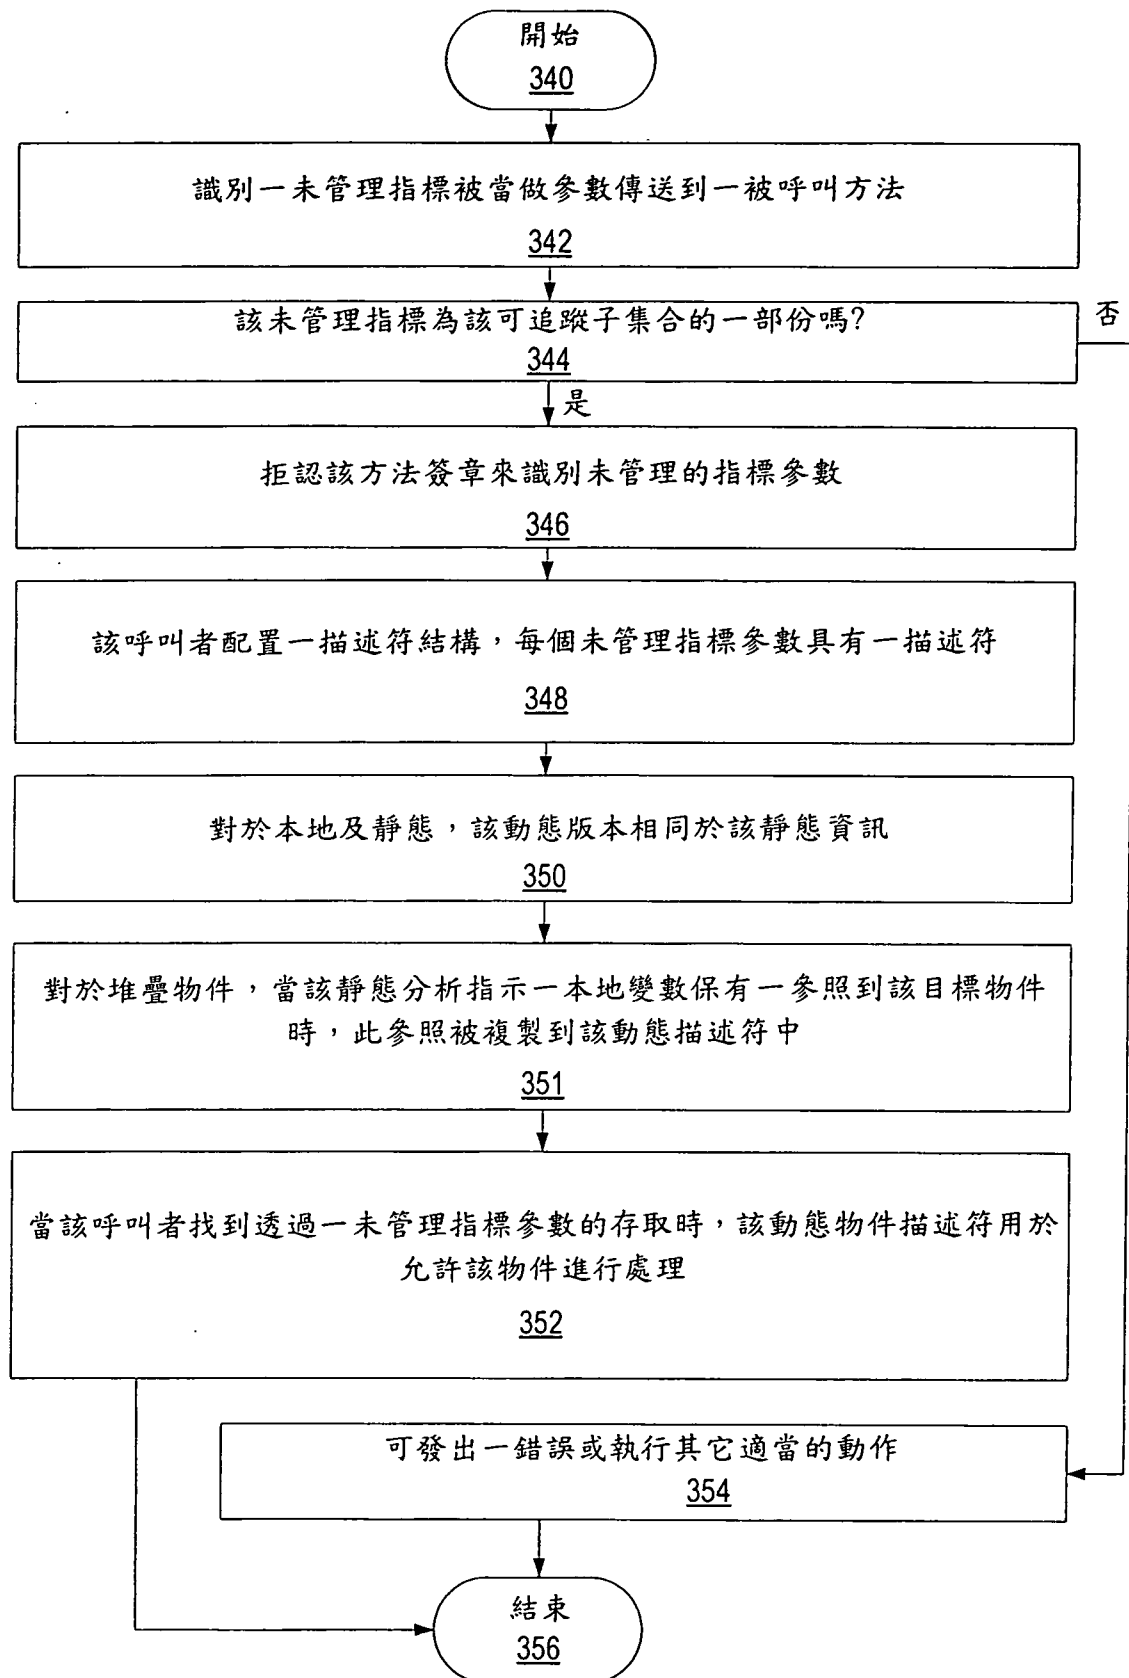 開始
340
識別一未管理指標被當做參數傳送到一被呼叫方法
342
該未管理指標為該可追蹤子集合的一部份嗎?
344
否
是
拒認該方法簽章來識別未管理的指標參數
346
該呼叫者配置一描述符結構，每個未管理指標參數具有一描述符
348
對於本地及靜態，該動態版本相同於該靜態資訊
350
對於堆疊物件，當該靜態分析指示一本地變數保有一參照到該目標物件
時，此參照被複製到該動態描述符中
351
當該呼叫者找到透過一未管理指標參數的存取時，該動態物件描述符用於
允許該物件進行處理
352
可發出一錯誤或執行其它適當的動作
354
結束
356